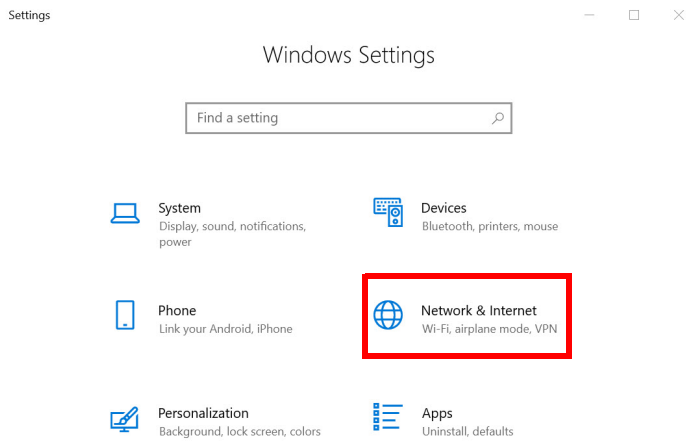 Settings
Windows Settings
Find a setting
System
Display, sound, notifications,
power
Devices
Bluetooth, printers, mouse
Phone
Link your Android, iPhone
Network & Internet
Wi-Fi, airplane mode, VPN
Personalization
Background, lock screen, colors
Apps
Uninstall, defaults